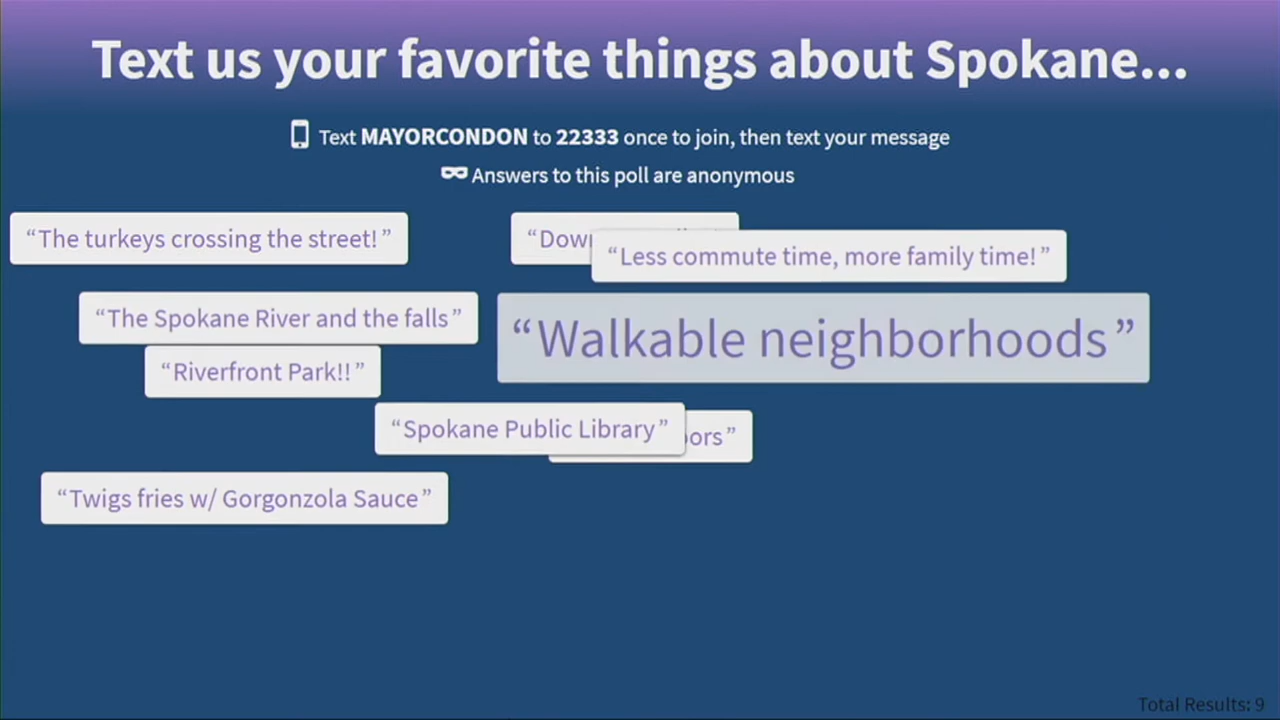 Text us your favorite things about Spokane...
Text MAYORCONDON to 22333 once to join, then text your message
Answers to this poll are anonymous
“The turkeys crossing the street!”
“Less commute time, more family time!”
“The Spokane River and the falls”
“Walkable neighborhoods”
“Riverfront Park!!”
“Spokane Public Library”
“Twigs fries w/ Gorgonzola Sauce”
Total Results: 9